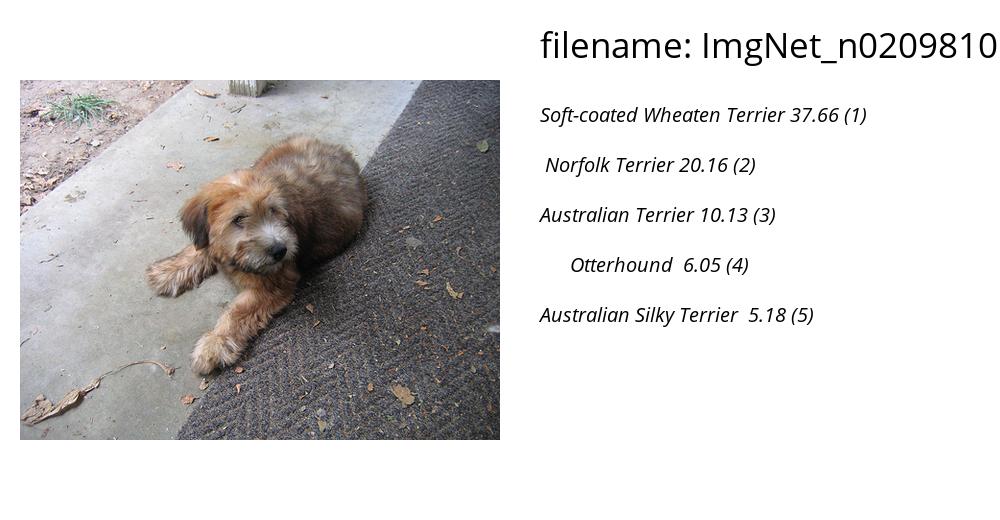 filename: ImgNet_n0209810
Soft-coated Wheaten Terrier 37.66 (1)
Norfolk Terrier 20.16 (2)
Australian Terrier 10.13 (3)
Otterhound 6.05 (4)
Australian Silky Terrier 5.18 (5)